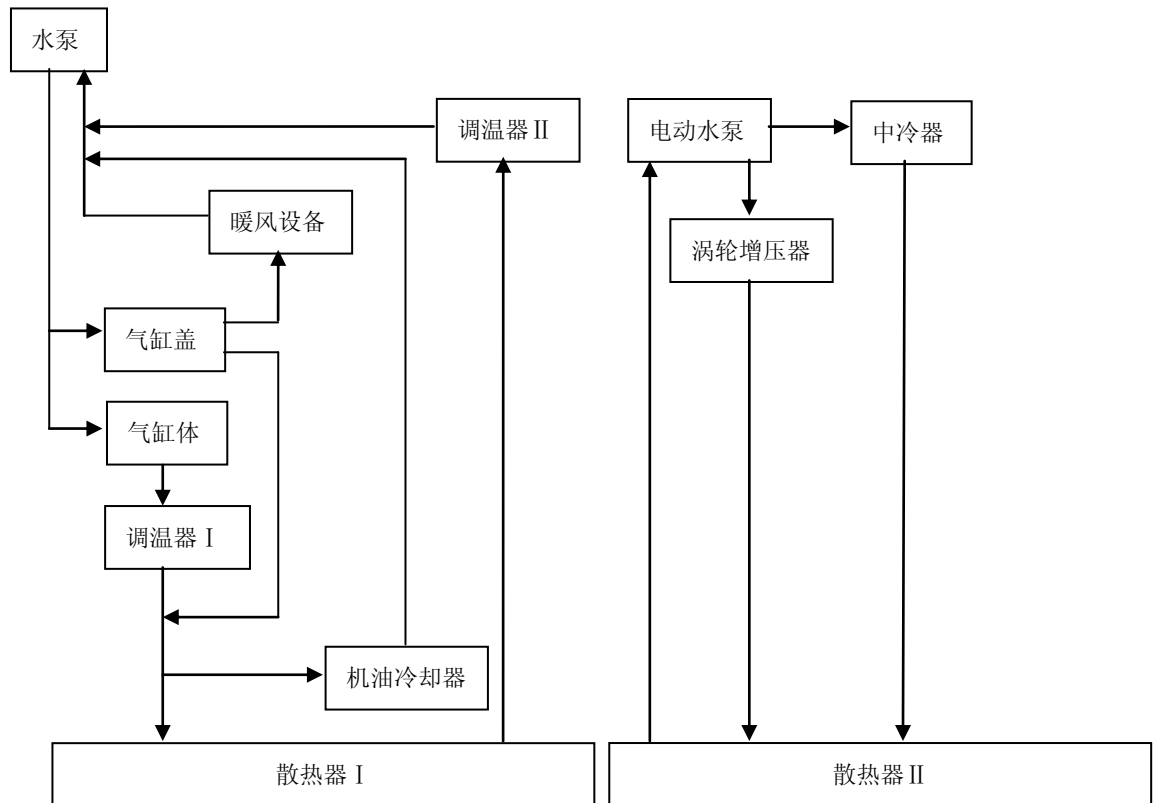 水泵
调温器Ⅱ
电动水泵
中冷器
暖风设备
涡轮增压器
气缸盖
气缸体
调温器Ⅰ
机油冷却器
散热器Ⅰ
散热器Ⅱ